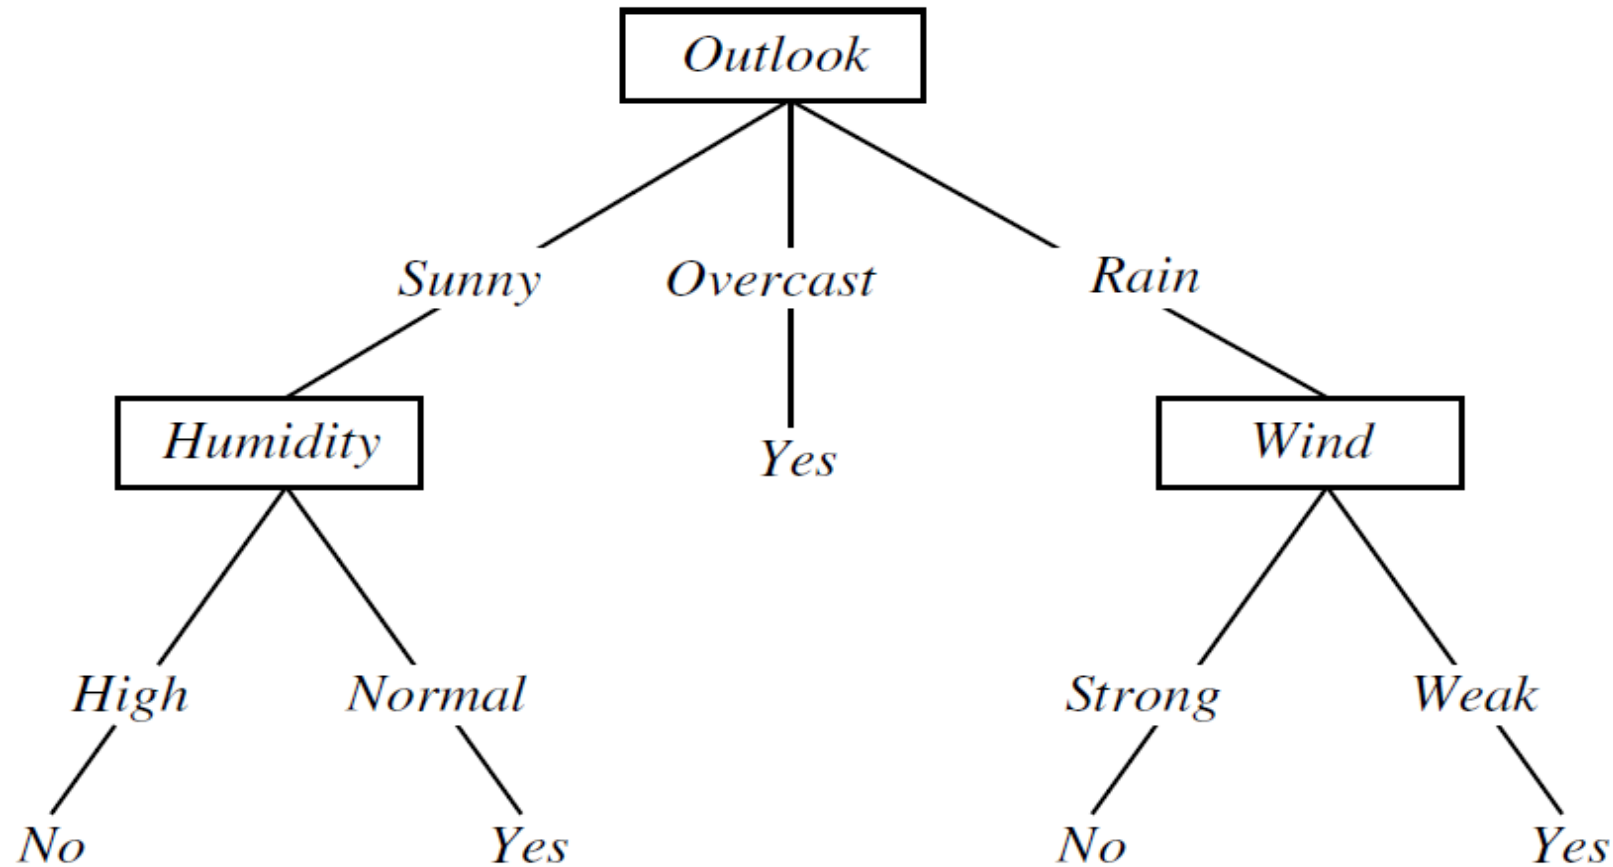 Outlook
Sunny Overcast Rain
Humidity Yes Wind
High Normal Strong Weak
No Yes No Yes